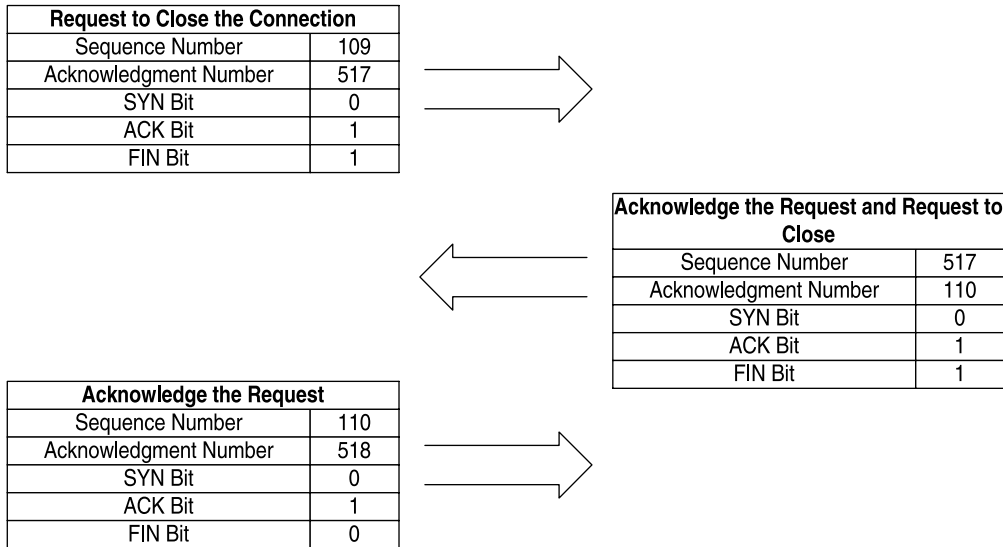 Request to Close the Connection
Sequence Number 109
Acknowledgment Number 517
SYN Bit 0
ACK Bit 1
FIN Bit 1
Acknowledge the Request and Request to
Close
Sequence Number 517
Acknowledgment Number 110
SYN Bit 0
ACK Bit 1
FIN Bit 1
Acknowledge the Request
Sequence Number 110
Acknowledgment Number 518
SYN Bit 0
ACK Bit 1
FIN Bit 0